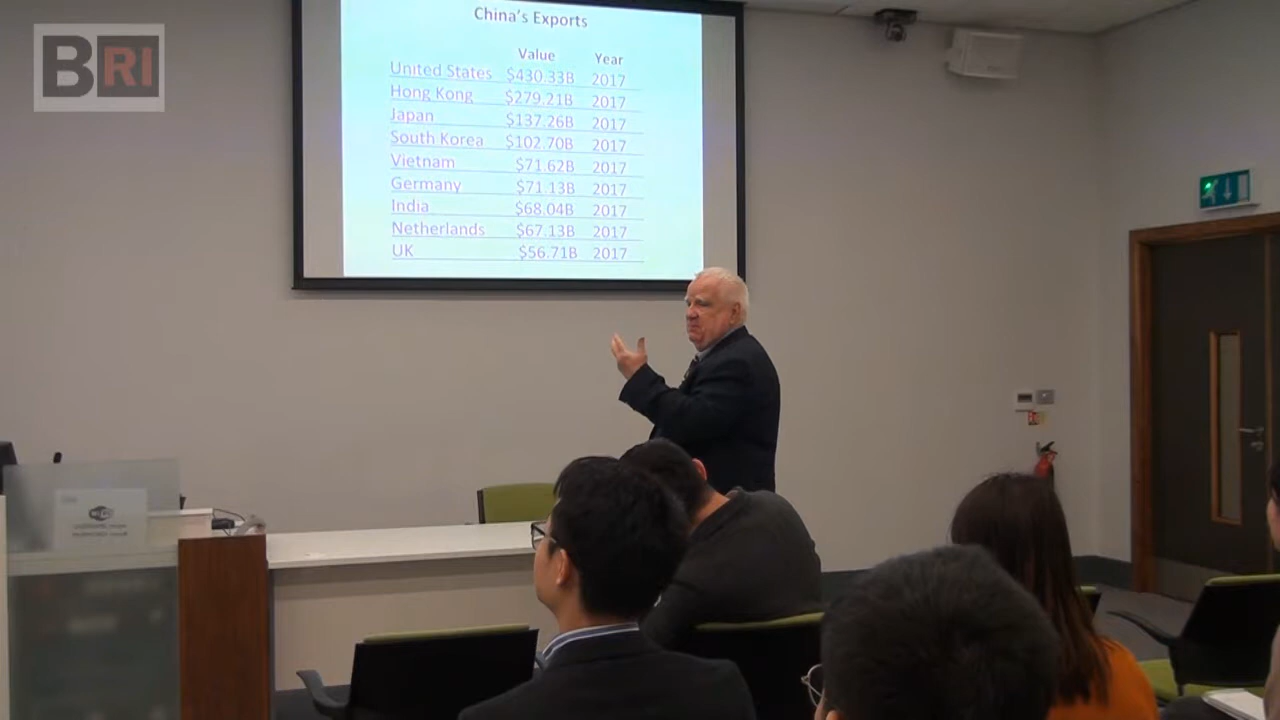 BRI
China's Exports
Value Year
United States $430.33B 2017
Hong Kong $279.21B 2017
Japan $137.26B 2017
South Korea $102.70B 2017
Vietnam $71.62B 2017
Germany $71.13B 2017
India $68.04B 2017
Netherlands $67.13B 2017
UK $56.71B 2017